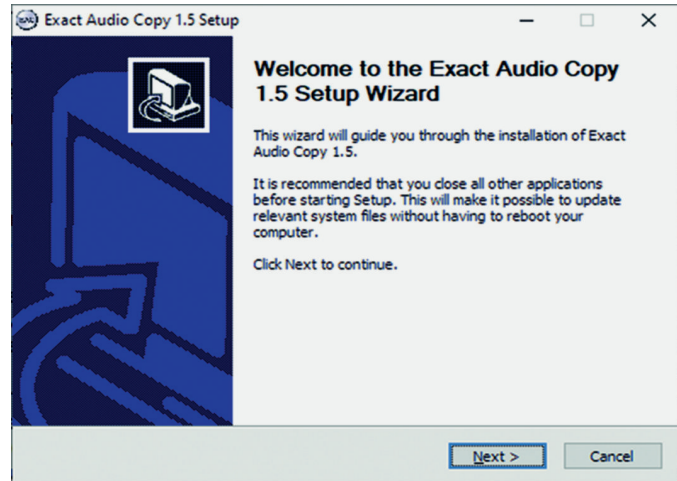 Exact Audio Copy 1.5 Setup
Welcome to the Exact Audio Copy
1.5 Setup Wizard
This wizard will guide you through the installation of Exact
Audio Copy 1.5.
It is recommended that you close all other applications
before starting Setup. This will make it possible to update
relevant system files without having to reboot your
computer.
Click Next to continue.
Next >
Cancel